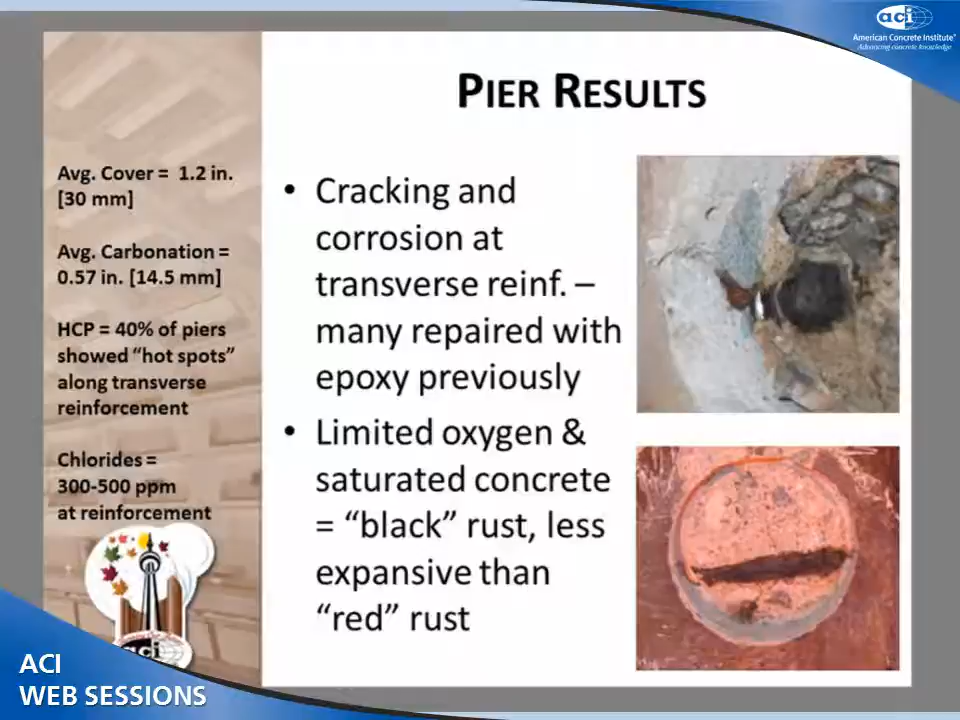 aci
American Concrete Institute®
Advancing concrete knowledge
PIER RESULTS
Avg. Cover = 1.2 in.
[30 mm]
Avg. Carbonation =
0.57 in. [14.5 mm]
HCP = 40% of piers
showed “hot spots”
along transverse
reinforcement
Chlorides =
300-500 ppm
at reinforcement
• Cracking and
corrosion at
transverse reinf. –
many repaired with
epoxy previously
• Limited oxygen &
saturated concrete
= “black” rust, less
expansive than
“red” rust
aci
ACI
WEB SESSIONS